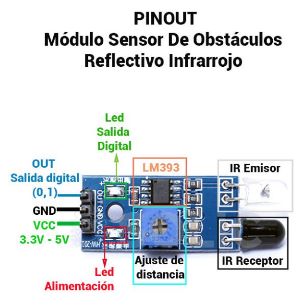 PINOUT
Módulo Sensor De Obstáculos
Reflectivo Infrarrojo
Led
Salida
Digital
LM393
IR Emisor
OUT
Salida digital
(0,1)
GND
VCC
3.3V - 5V
OUT
Led
Alimentación
Ajuste de
distancia
IR Receptor